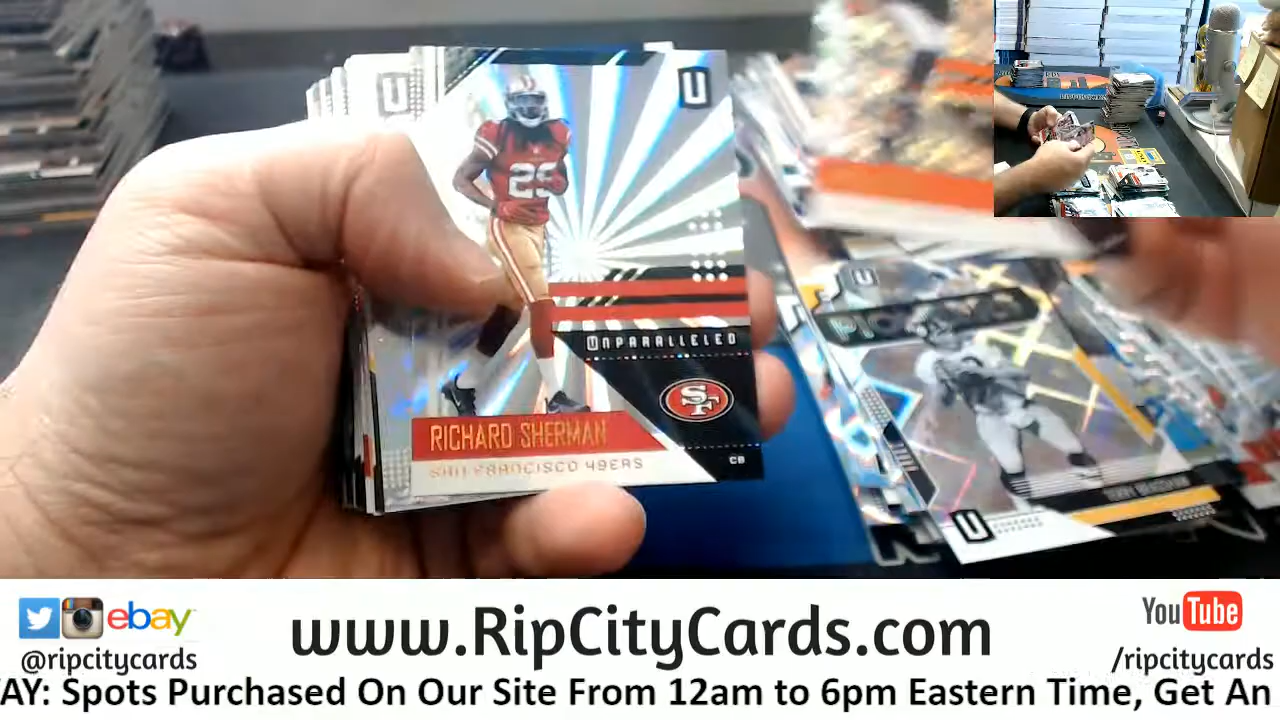 U
U
25
UNPARALLELED
SF
RICHARD SHERMAN
SAN FRANCISCO 49ERS
CB
U
U
ebay
www.RipCityCards.com
YouTube
@ripcitycards
/ripcitycards
AY: Spots Purchased On Our Site From 12am to 6pm Eastern Time, Get An